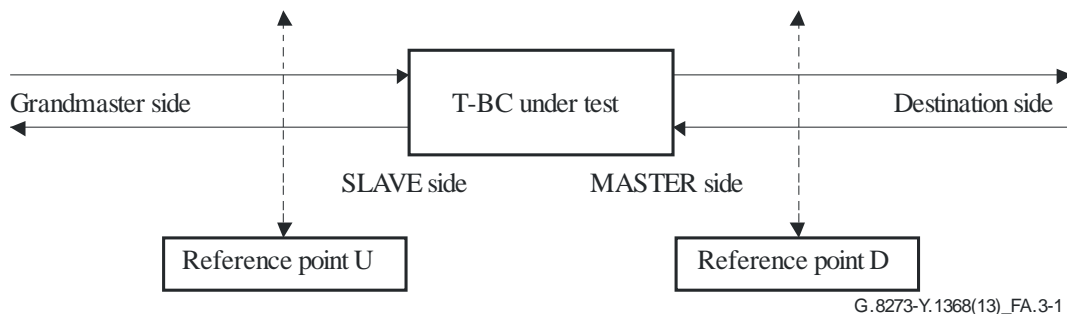 Grandmaster side
T-BC under test
Destination side
SLAVE side
MASTER side
Reference point U
Reference point D
G.8273-Y.1368(13)_FA.3-1